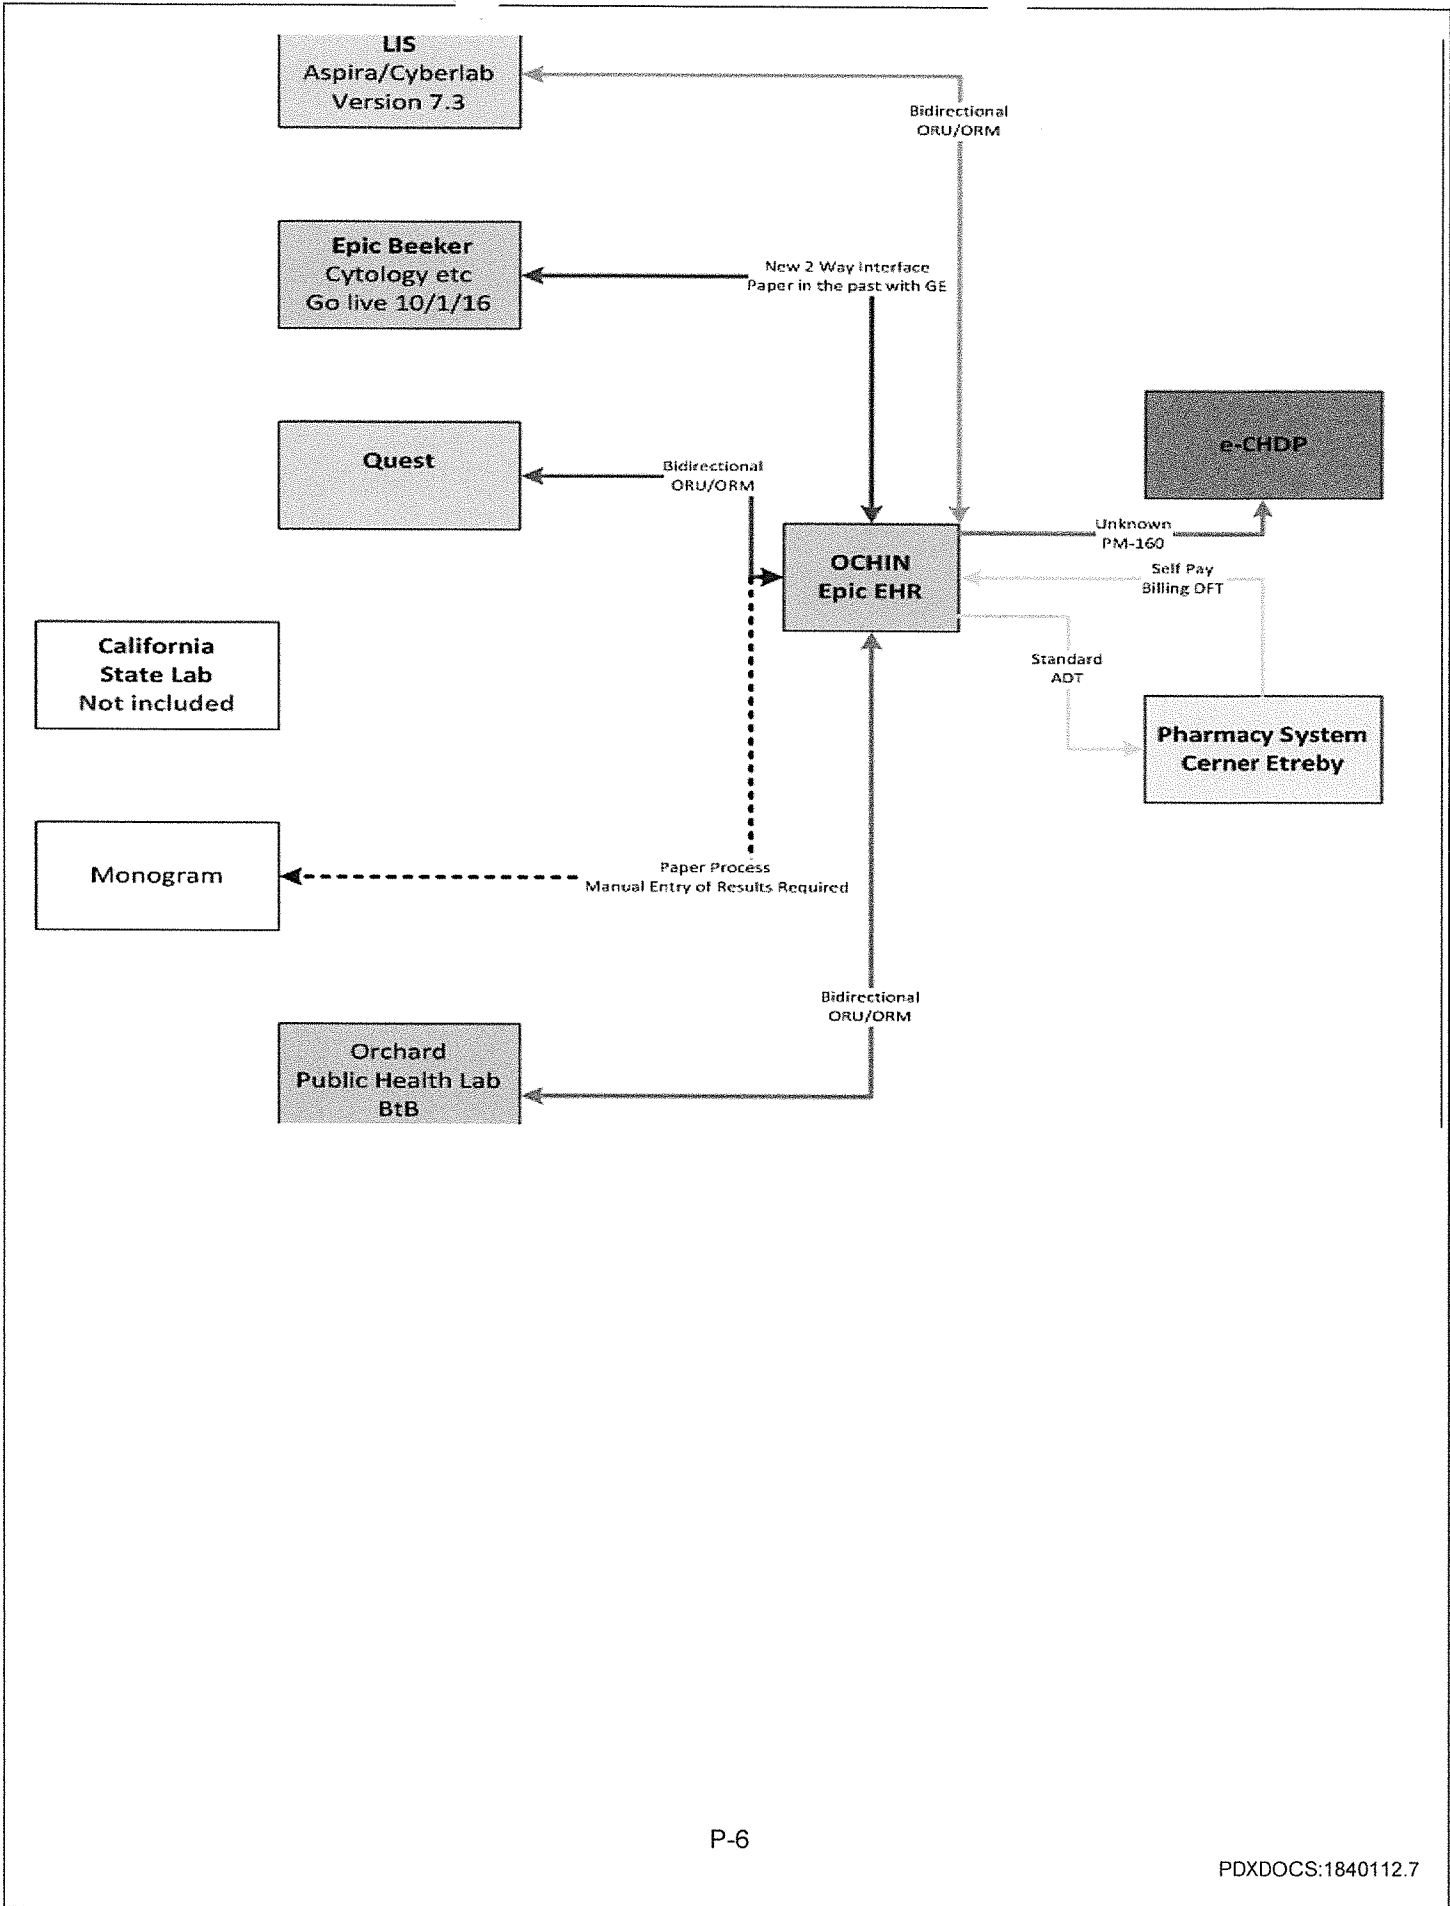 LIS
Aspira/Cyberlab
Version 7.3
Bidirectional
ORU/ORM
Epic Beeker
Cytology etc
Go live 10/1/16
New 2 Way Interface
Paper in the past with GE
Quest
Bidirectional
ORU/ORM
e-CHDP
OCHIN
Epic EHR
Unknown
PM-160
Self Pay
Billing DFT
California
State Lab
Not included
Standard
ADT
Pharmacy System
Cerner Etreby
Monogram
Paper Process
Manual Entry of Results Required
Bidirectional
ORU/ORM
Orchard
Public Health Lab
BtB
P-6
PDXDOCS:1840112.7